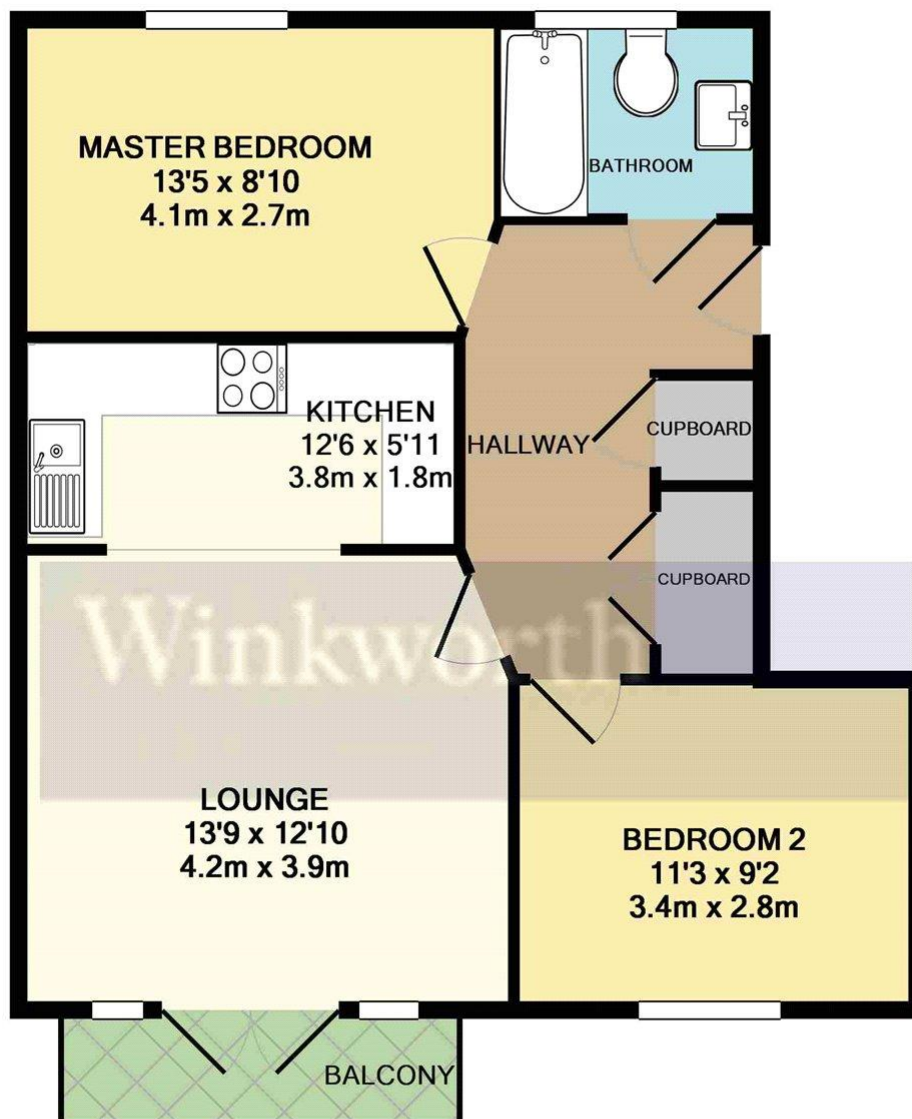 MASTER BEDROOM
13'5 x 8'10
4.1m x 2.7m
BATHROOM
KITCHEN
12'6 x 5'11
3.8m x 1.8m
HALLWAY
CUPBOARD
CUPBOARD
Winkworth
LOUNGE
13'9 x 12'10
4.2m x 3.9m
BEDROOM 2
11'3 x 9'2
3.4m x 2.8m
BALCONY